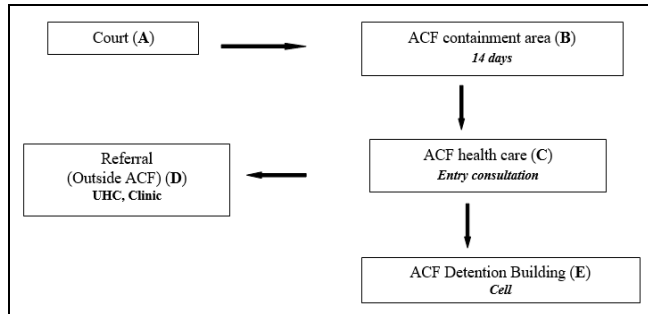 Court (A)
ACF containment area (B)
14 days
Referral
(Outside ACF) (D)
UHC, Clinic
ACF health care (C)
Entry consultation
ACF Detention Building (E)
Cell